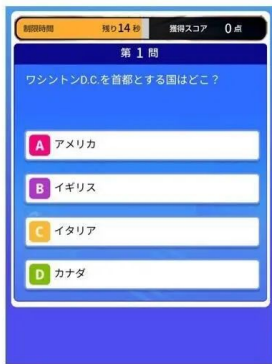 制限時間 残り14秒 獲得スコア 0点
第1問
ワシントンD.C.を首都とする国はどこ？
A アメリカ
B イギリス
C イタリア
D カナダ